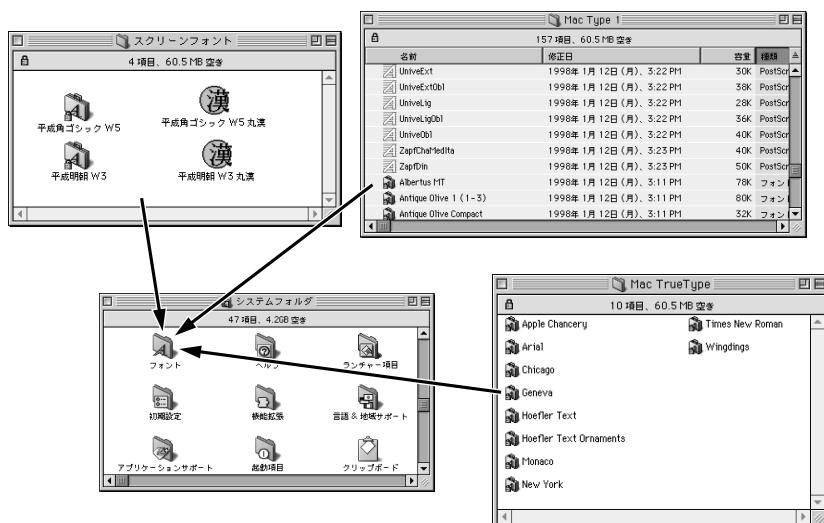 スクリーンフォント
4 項目、60.5 MB 空き
平成角ゴシック W5
平成角ゴシック W5 丸漢
平成明朝 W3
平成明朝 W3 丸漢
Mac Type 1
157 項目、60.5 MB 空き
名前 修正日 容量 種類
UniveExt 1998年 1月 12日 (月)、3:22 PM 30K PostScr
UniveExtObl 1998年 1月 12日 (月)、3:22 PM 38K PostScr
UniveLig 1998年 1月 12日 (月)、3:22 PM 28K PostScr
UniveLigObl 1998年 1月 12日 (月)、3:22 PM 36K PostScr
UniveObl 1998年 1月 12日 (月)、3:22 PM 40K PostScr
ZapfChaMedIta 1998年 1月 12日 (月)、3:23 PM 40K PostScr
ZapfDin 1998年 1月 12日 (月)、3:23 PM 50K PostScr
Albertus MT 1998年 1月 12日 (月)、3:11 PM 78K フォン
Antique Olive 1 (1-3) 1998年 1月 12日 (月)、3:11 PM 80K フォン
Antique Olive Compact 1998年 1月 12日 (月)、3:11 PM 32K フォン
システムフォルダ
47 項目、4.2GB 空き
フォント
ヘルプ
ランチャー項目
初期設定
機能拡張
言語 & 地域サポート
アプリケーションサポート
起動項目
クリップボード
Mac TrueType
10 項目、60.5 MB 空き
Apple Chancery
Times New Roman
Arial
Wingdings
Chicago
Geneva
Hoefler Text
Hoefler Text Ornaments
Monaco
New York